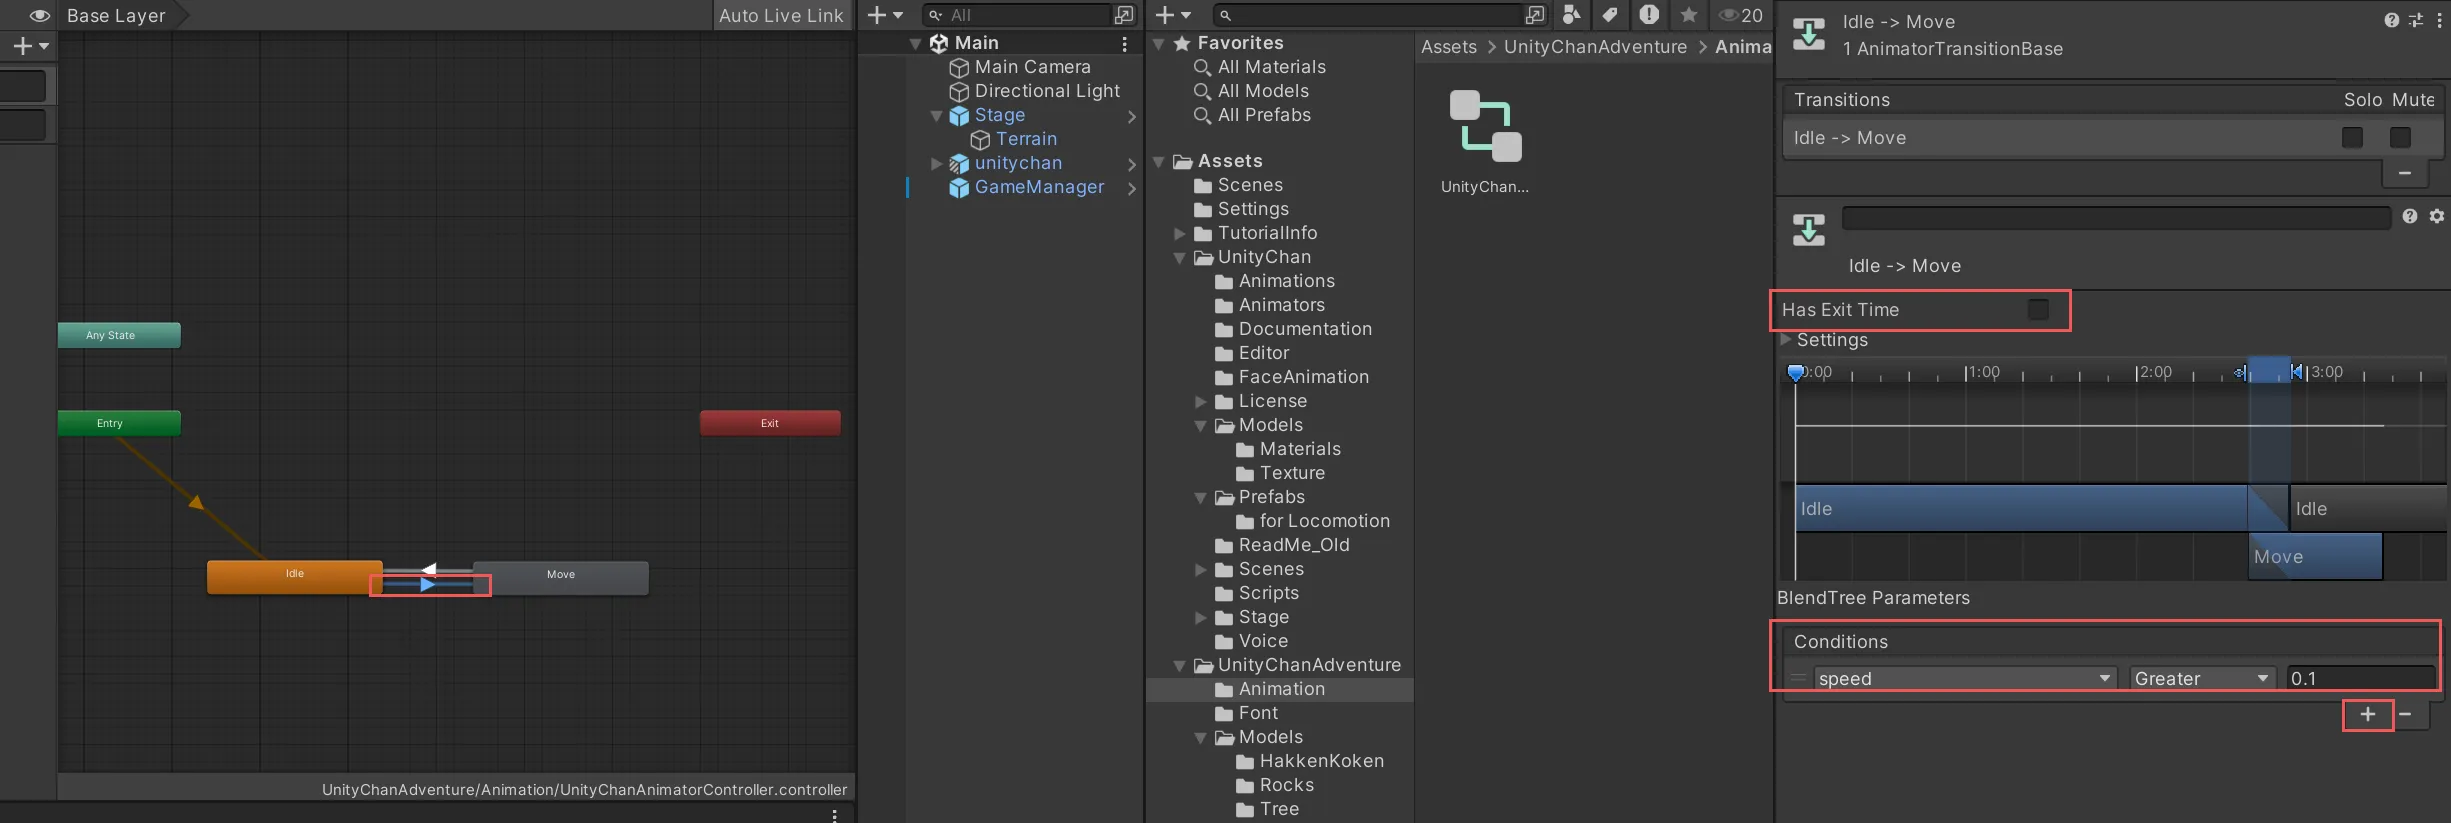 Base Layer
Auto Live Link
Any State
Entry
Exit
Idle
Move
UnityChanAdventure/Animation/UnityChanAnimatorController.controller
All
Main
Main Camera
Directional Light
Stage
Terrain
unitychan
GameManager
20
Favorites
All Materials
All Models
All Prefabs
Assets
Scenes
Settings
TutorialInfo
UnityChan
Animations
Animators
Documentation
Editor
FaceAnimation
License
Models
Materials
Texture
Prefabs
for Locomotion
ReadMe_Old
Scenes
Scripts
Stage
Voice
UnityChanAdventure
Animation
Font
Models
HakkenKoken
Rocks
Tree
Assets > UnityChanAdventure > Anima
UnityChan...
Idle -> Move
1 AnimatorTransitionBase
Transitions Solo Mute
Idle -> Move
Idle -> Move
Has Exit Time
Settings
0:00 1:00 2:00 3:00
Idle Idle
Move
BlendTree Parameters
Conditions
speed Greater 0.1